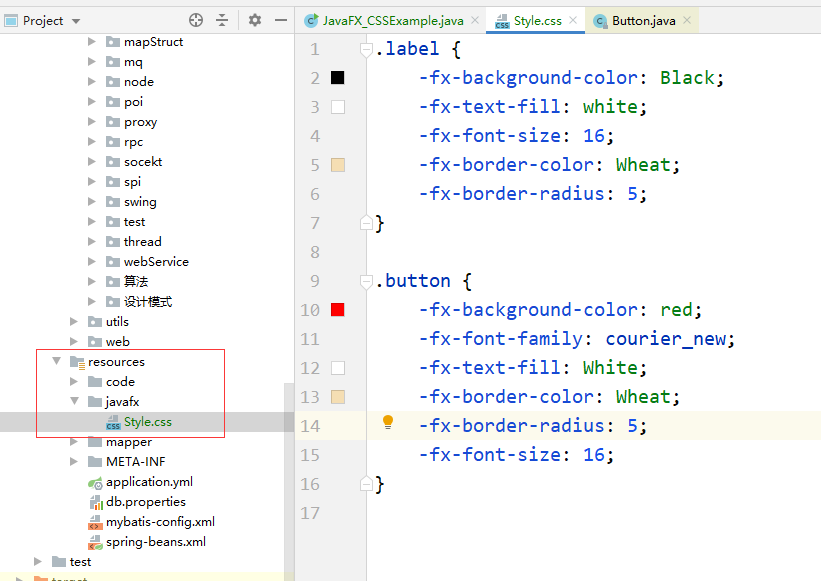 Project
mapStruct
mq
node
poi
proxy
rpc
socekt
spi
swing
test
thread
webService
算法
设计模式
utils
web
resources
code
javafx
Style.css
mapper
META-INF
application.yml
db.properties
mybatis-config.xml
spring-beans.xml
test
target
JavaFX_CSSExample.java
Style.css
Button.java
1 .label {
2 -fx-background-color: Black;
3 -fx-text-fill: white;
4 -fx-font-size: 16;
5 -fx-border-color: Wheat;
6 -fx-border-radius: 5;
7 }
8
9 .button {
10 -fx-background-color: red;
11 -fx-font-family: courier_new;
12 -fx-text-fill: White;
13 -fx-border-color: Wheat;
14 -fx-border-radius: 5;
15 -fx-font-size: 16;
16 }
17